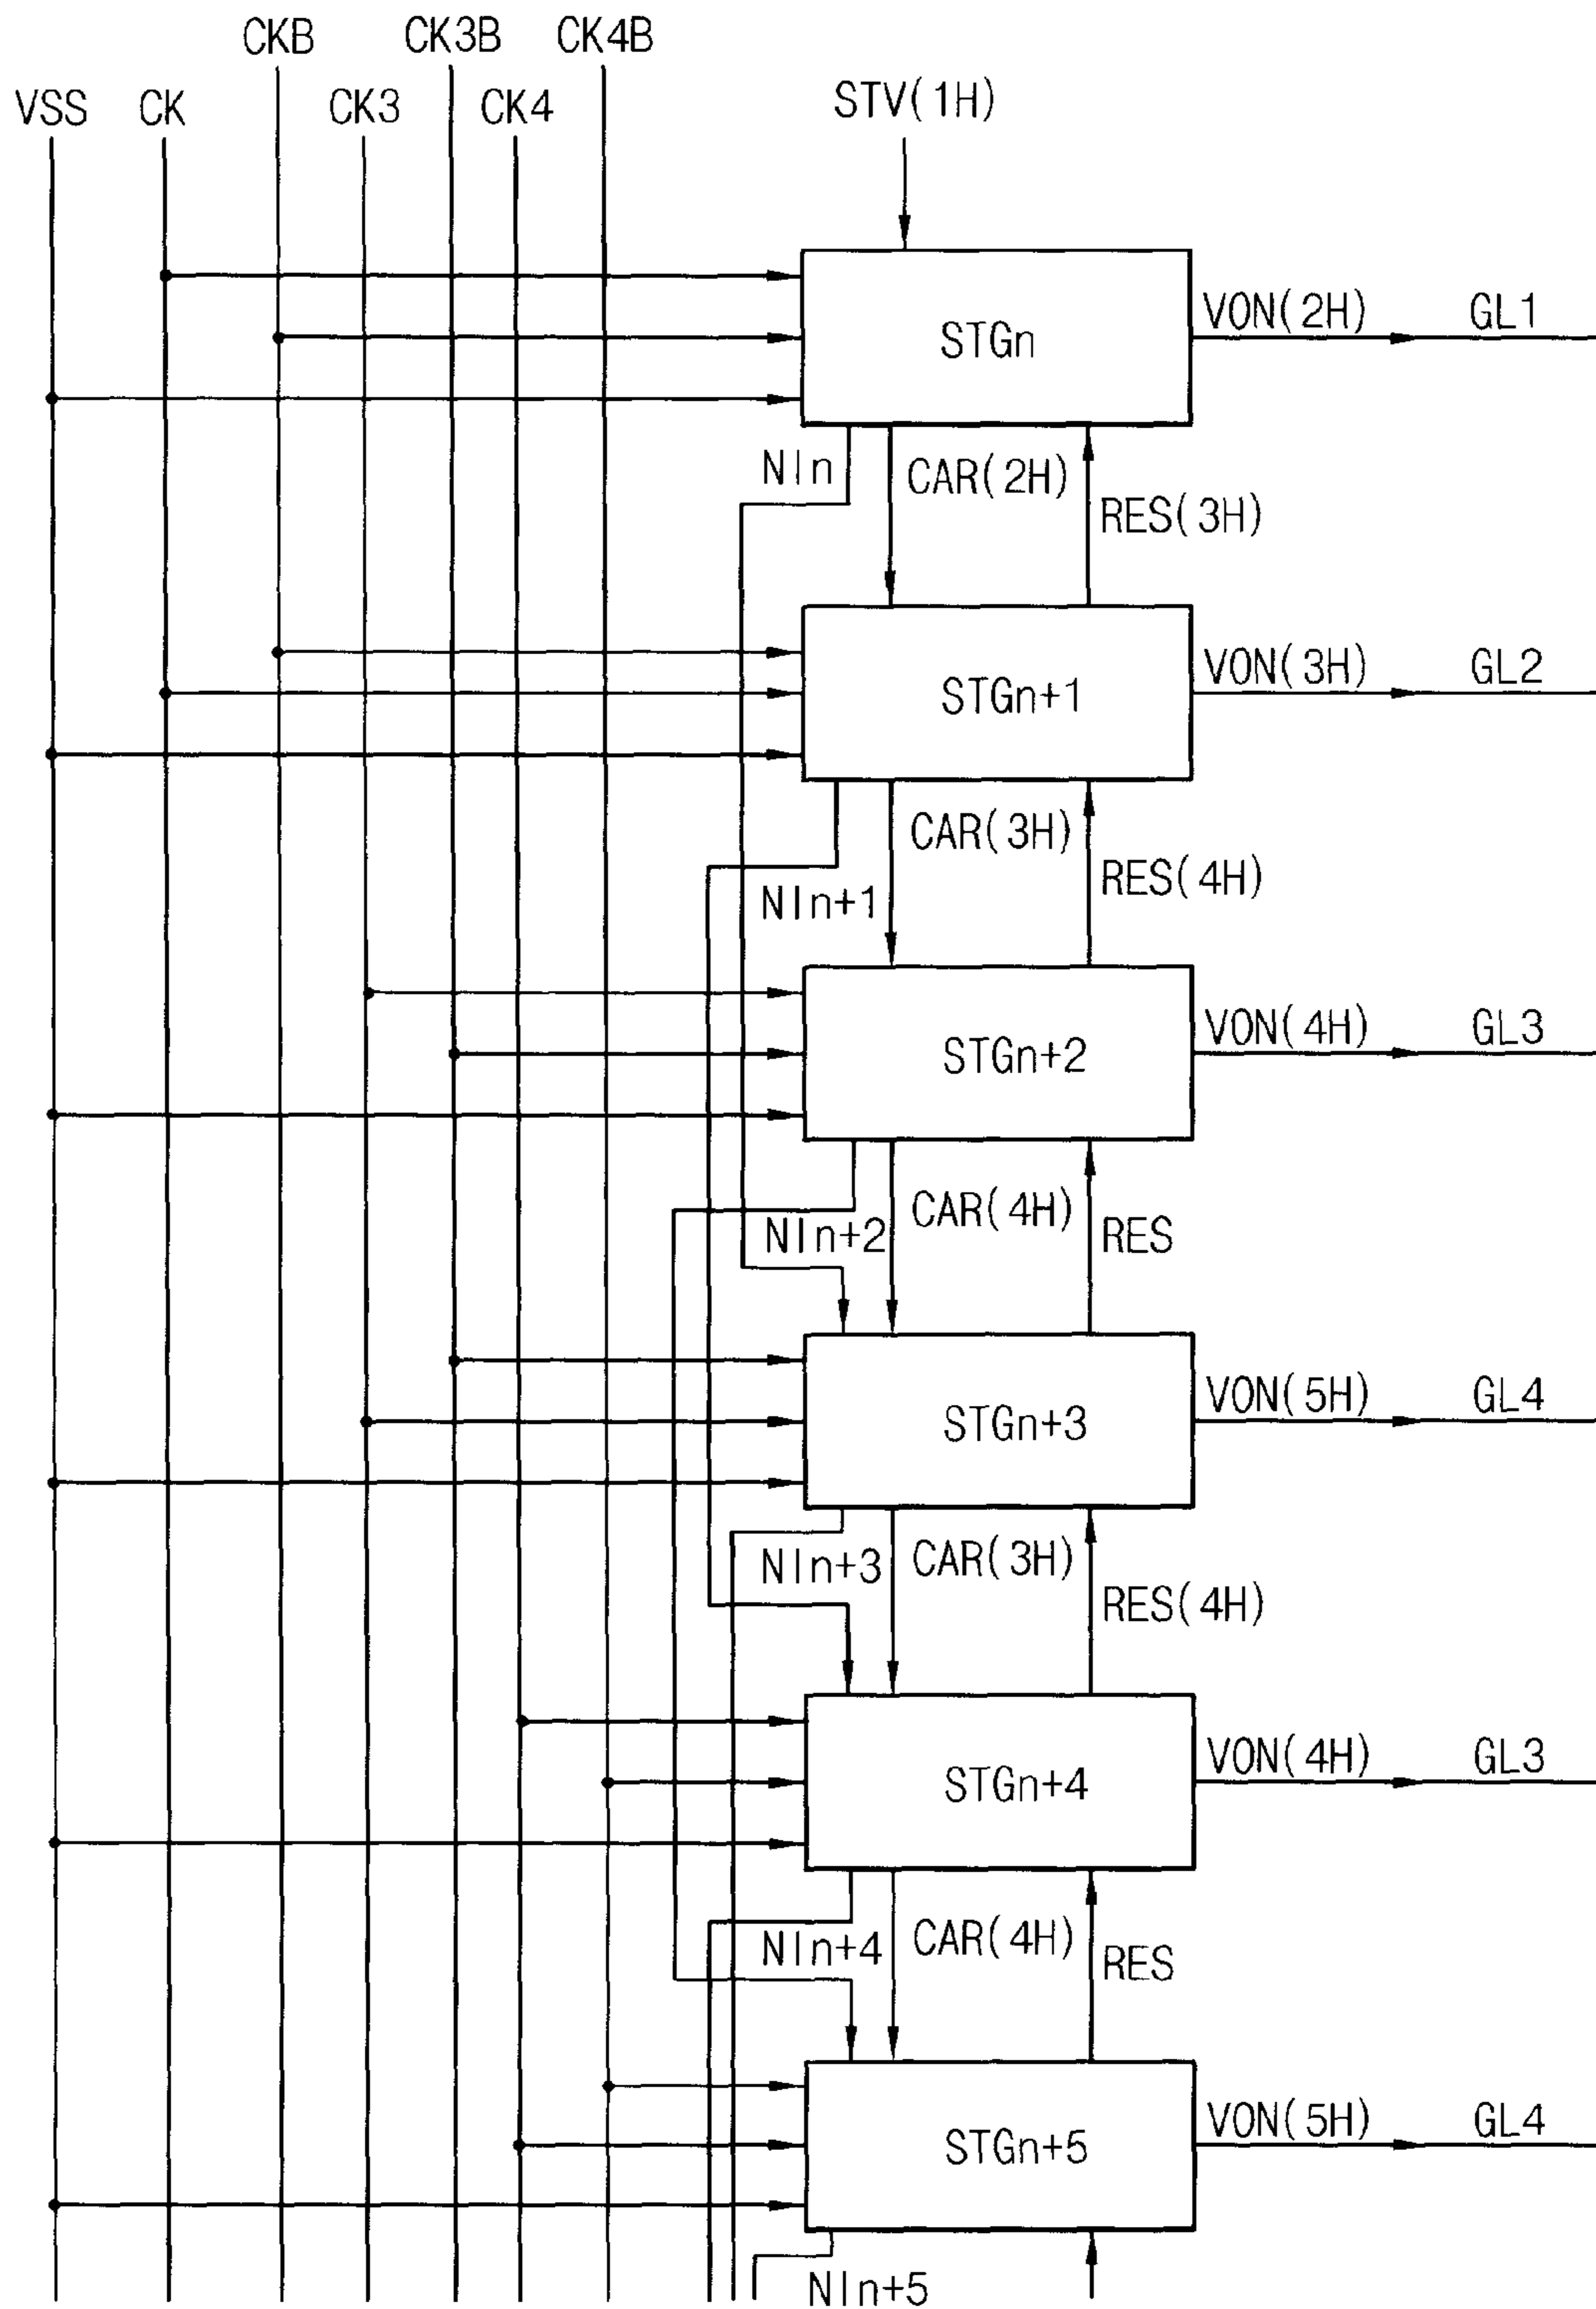 CKB CK3B CK4B
VSS CK CK3 CK4 STV(1H)
STGn VON(2H) GL1
NIn CAR(2H) RES(3H)
STGn+1 VON(3H) GL2
CAR(3H) RES(4H)
NIn+1
STGn+2 VON(4H) GL3
CAR(4H) RES
NIn+2
STGn+3 VON(5H) GL4
NIn+3 CAR(3H) RES(4H)
STGn+4 VON(4H) GL3
NIn+4 CAR(4H) RES
STGn+5 VON(5H) GL4
NIn+5